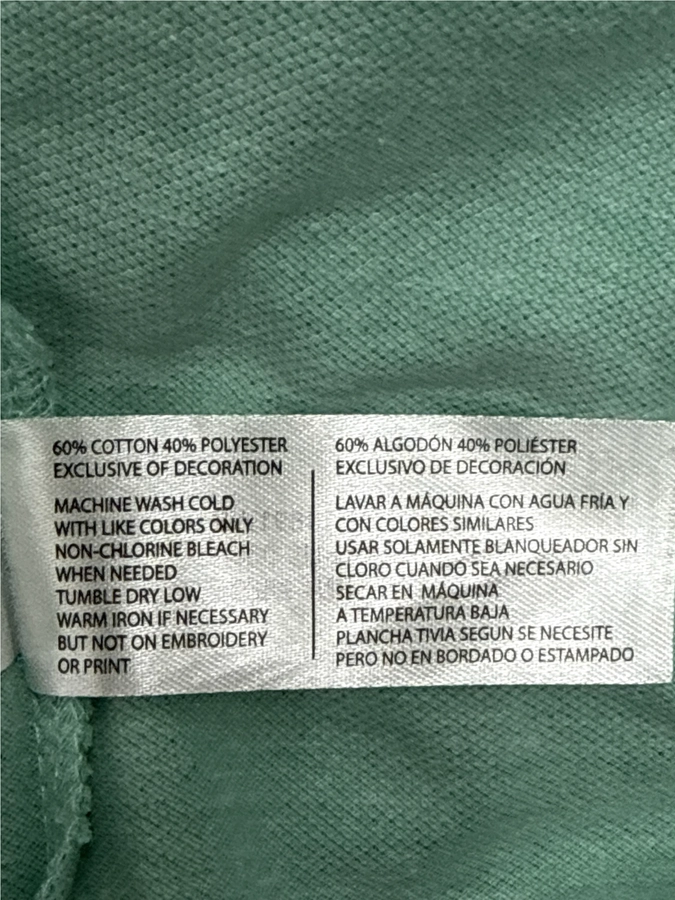 60% COTTON 40% POLYESTER
EXCLUSIVE OF DECORATION
MACHINE WASH COLD
WITH LIKE COLORS ONLY
NON-CHLORINE BLEACH
WHEN NEEDED
TUMBLE DRY LOW
WARM IRON IF NECESSARY
BUT NOT ON EMBROIDERY
OR PRINT
60% ALGODÓN 40% POLIÉSTER
EXCLUSIVO DE DECORACIÓN
LAVAR A MÁQUINA CON AGUA FRÍA Y
CON COLORES SIMILARES
USAR SOLAMENTE BLANQUEADOR SIN
CLORO CUANDO SEA NECESARIO
SECAR EN MÁQUINA
A TEMPERATURA BAJA
PLANCHA TIVIA SEGUN SE NECESITE
PERO NO EN BORDADO O ESTAMPADO